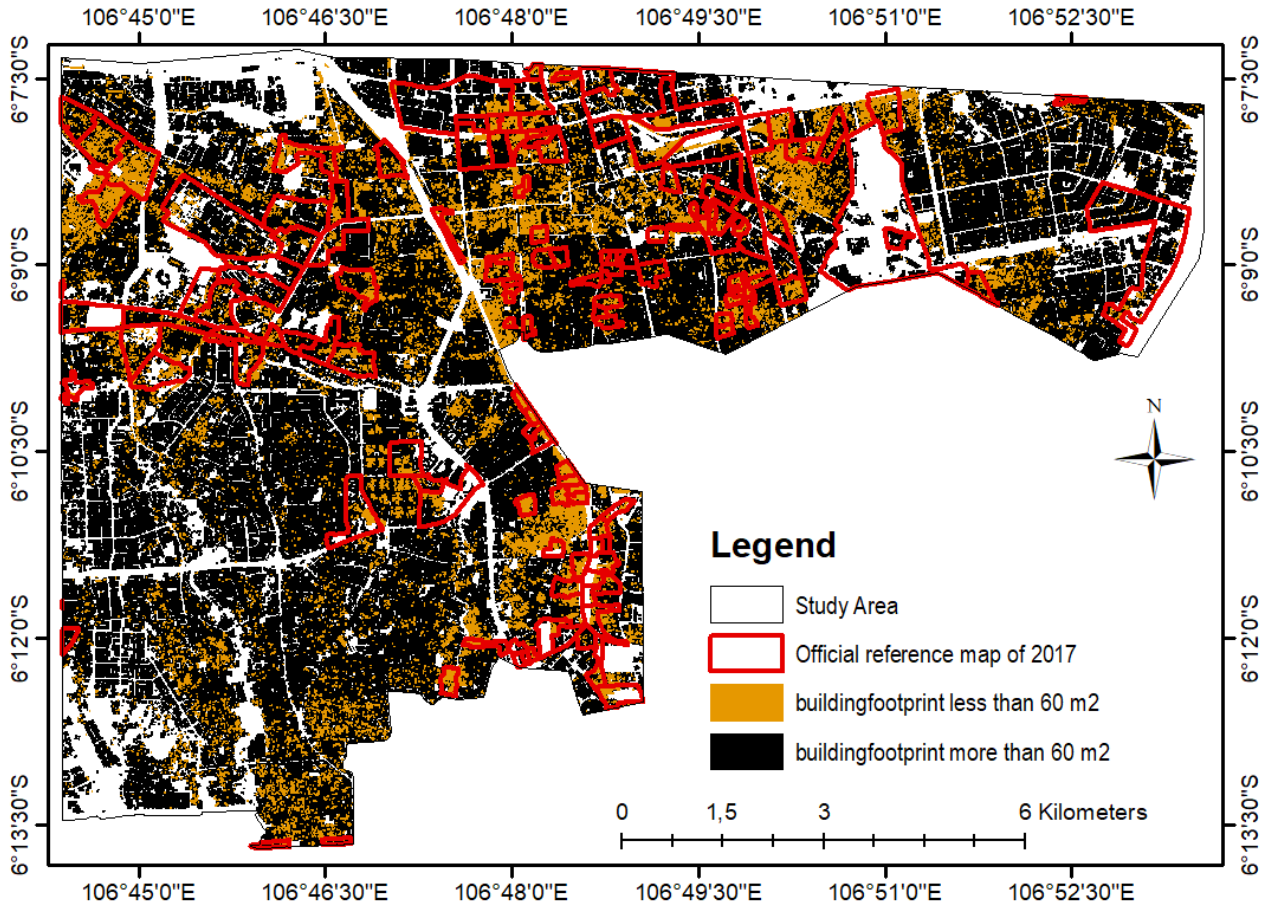 106°45'0"E 106°46'30"E 106°48'0"E 106°49'30"E 106°51'0"E 106°52'30"E
6°7'30"S 6°7'30"S
6°9'0"S 6°9'0"S
N
6°10'30"S 6°10'30"S
Legend
Study Area
6°12'0"S 6°12'0"S
Official reference map of 2017
buildingfootprint less than 60 m2
buildingfootprint more than 60 m2
0 1,5 3 6 Kilometers
6°13'30"S 6°13'30"S
106°45'0"E 106°46'30"E 106°48'0"E 106°49'30"E 106°51'0"E 106°52'30"E